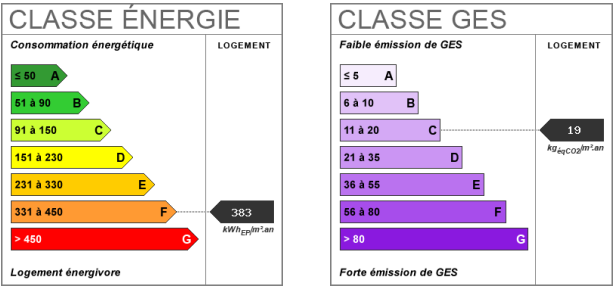 CLASSE ÉNERGIE
Consommation énergétique
LOGEMENT
≤ 50 A
51 à 90 B
91 à 150 C
151 à 230 D
231 à 330 E
331 à 450 F
383
kWhEP/m².an
> 450 G
Logement énergivore
CLASSE GES
Faible émission de GES
LOGEMENT
≤ 5 A
6 à 10 B
11 à 20 C
19
kgéqCO2/m².an
21 à 35 D
36 à 55 E
56 à 80 F
> 80 G
Forte émission de GES